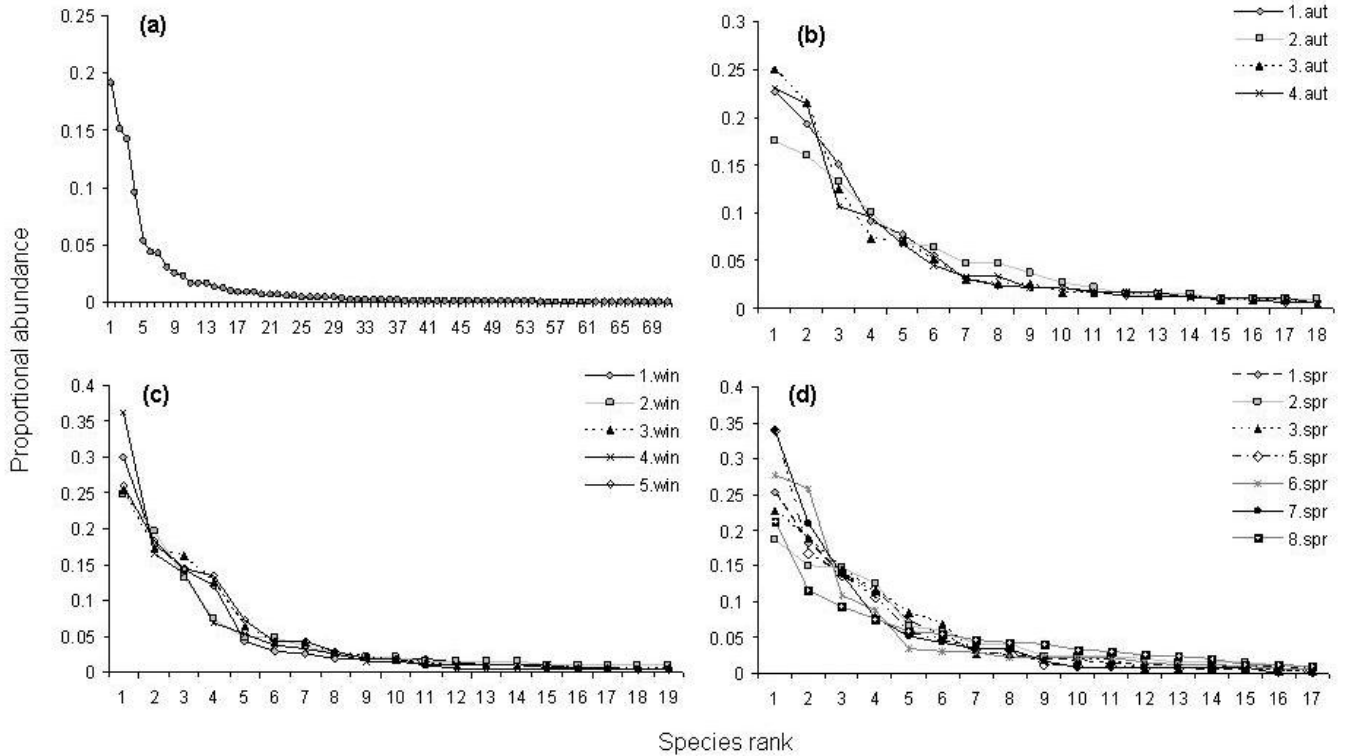 Proportional abundance
(a)
0.25
0.2
0.15
0.1
0.05
0
1 5 9 13 17 21 25 29 33 37 41 45 49 53 57 61 65 69
(b)
1.aut
2.aut
3.aut
4.aut
0.3
0.25
0.2
0.15
0.1
0.05
0
1 2 3 4 5 6 7 8 9 10 11 12 13 14 15 16 17 18
(c)
1.win
2.win
3.win
4.win
5.win
0.4
0.35
0.3
0.25
0.2
0.15
0.1
0.05
0
1 2 3 4 5 6 7 8 9 10 11 12 13 14 15 16 17 18 19
(d)
1.spr
2.spr
3.spr
5.spr
6.spr
7.spr
8.spr
0.4
0.35
0.3
0.25
0.2
0.15
0.1
0.05
0
1 2 3 4 5 6 7 8 9 10 11 12 13 14 15 16 17
Species rank